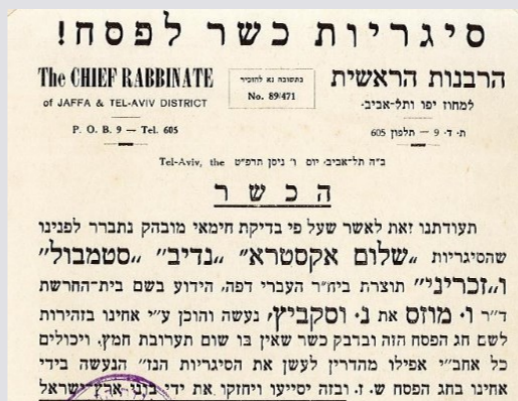 סיגריות כשר לפסח!
The CHIEF RABBINATE
of JAFFA & TEL-AVIV DISTRICT
P. O. B. 9 — Tel. 605
בתשובה נא להזכיר
No. 89/471
הרבנות הראשית
למחוז יפו ותל־אביב.
ת. ד. 9 — תלפון 605
Tel-Aviv, the ב״ה תל־אביב. יום ו׳ ניסן תרפ״ט
הכשר
תעודתנו זאת לאשר שעל פי בדיקת חימאי מובהק נתברר לפנינו
שהסיגריות „שלום אקסטרא״ „נדיב״ „סטמבול״
ו„זכריני״ תוצרת ביח״ר העברי דפה, הידוע בשם בית־החרשת
ד״ר ו. מוזס את נ. וסקביץ, נעשה והוכן ע״י אחינו בזהירות
לשם חג הפסח הזה ובדבק כשר שאין בו שום תערובת חמץ, ויכולים
כל אחב״י אפילו מהדרין לעשן את הסיגריות הנז״ הנעשה בידי
אחינו בחג הפסח ש. ז. ובזה יסייעו ויחזקו את ידי בוני ארץ ישראל